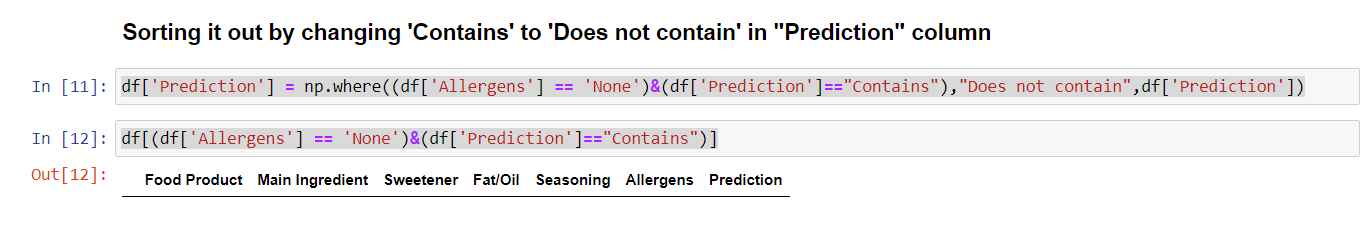 Sorting it out by changing 'Contains' to 'Does not contain' in "Prediction" column
In [11]: df['Prediction'] = np.where((df['Allergens'] == 'None')&(df['Prediction']=="Contains"),"Does not contain",df['Prediction'])
In [12]: df[(df['Allergens'] == 'None')&(df['Prediction']=="Contains")]
Out[12]:
Food Product Main Ingredient Sweetener Fat/Oil Seasoning Allergens Prediction